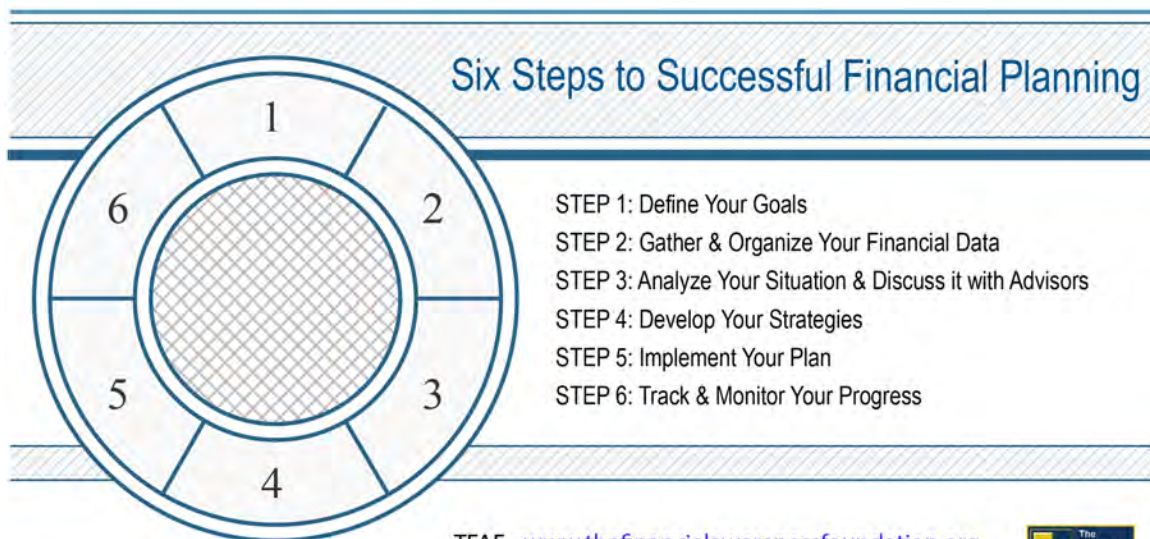 Six Steps to Successful Financial Planning
1
2
3
4
5
6
STEP 1: Define Your Goals
STEP 2: Gather & Organize Your Financial Data
STEP 3: Analyze Your Situation & Discuss it with Advisors
STEP 4: Develop Your Strategies
STEP 5: Implement Your Plan
STEP 6: Track & Monitor Your Progress
The